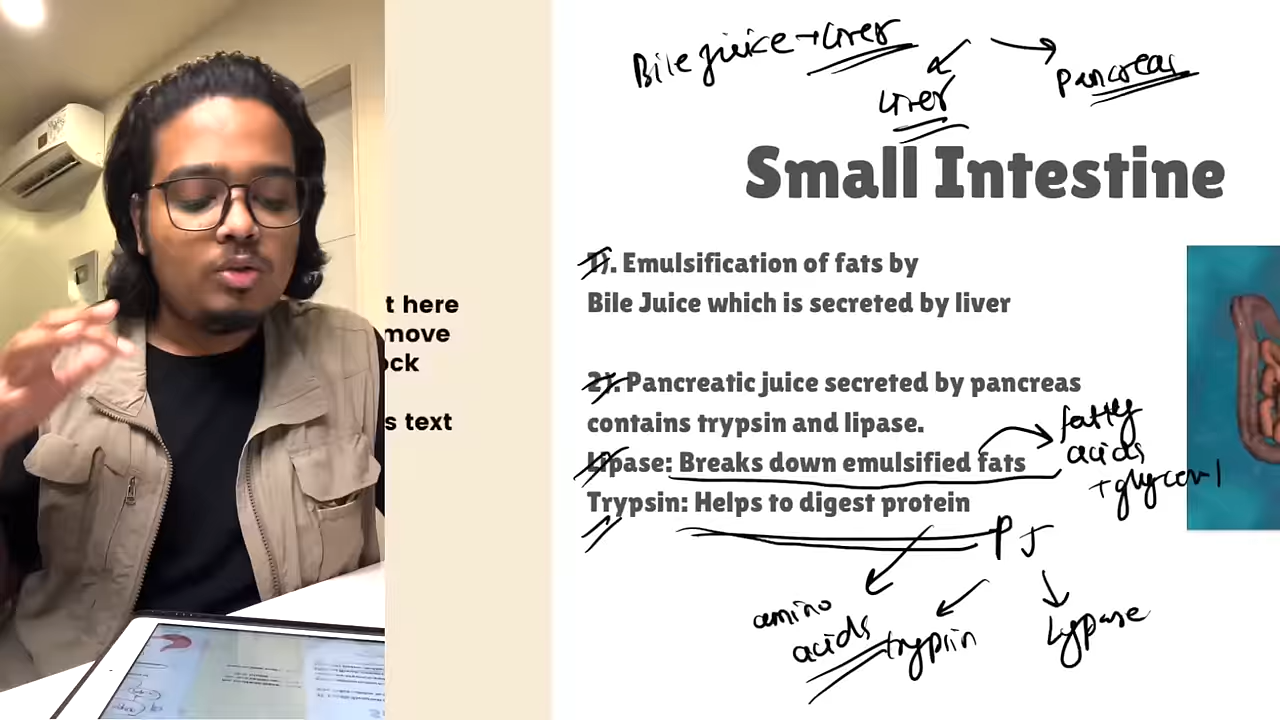 Bile juice → Liver
Liver
Pancreas
Small Intestine
1). Emulsification of fats by
Bile Juice which is secreted by liver
2). Pancreatic juice secreted by pancreas
contains trypsin and lipase.
Lipase: Breaks down emulsified fats
Trypsin: Helps to digest protein
fatty
acids
+ glycerol
PJ
amino
acids
trypsin
Lypase
t here
move
ock
s text